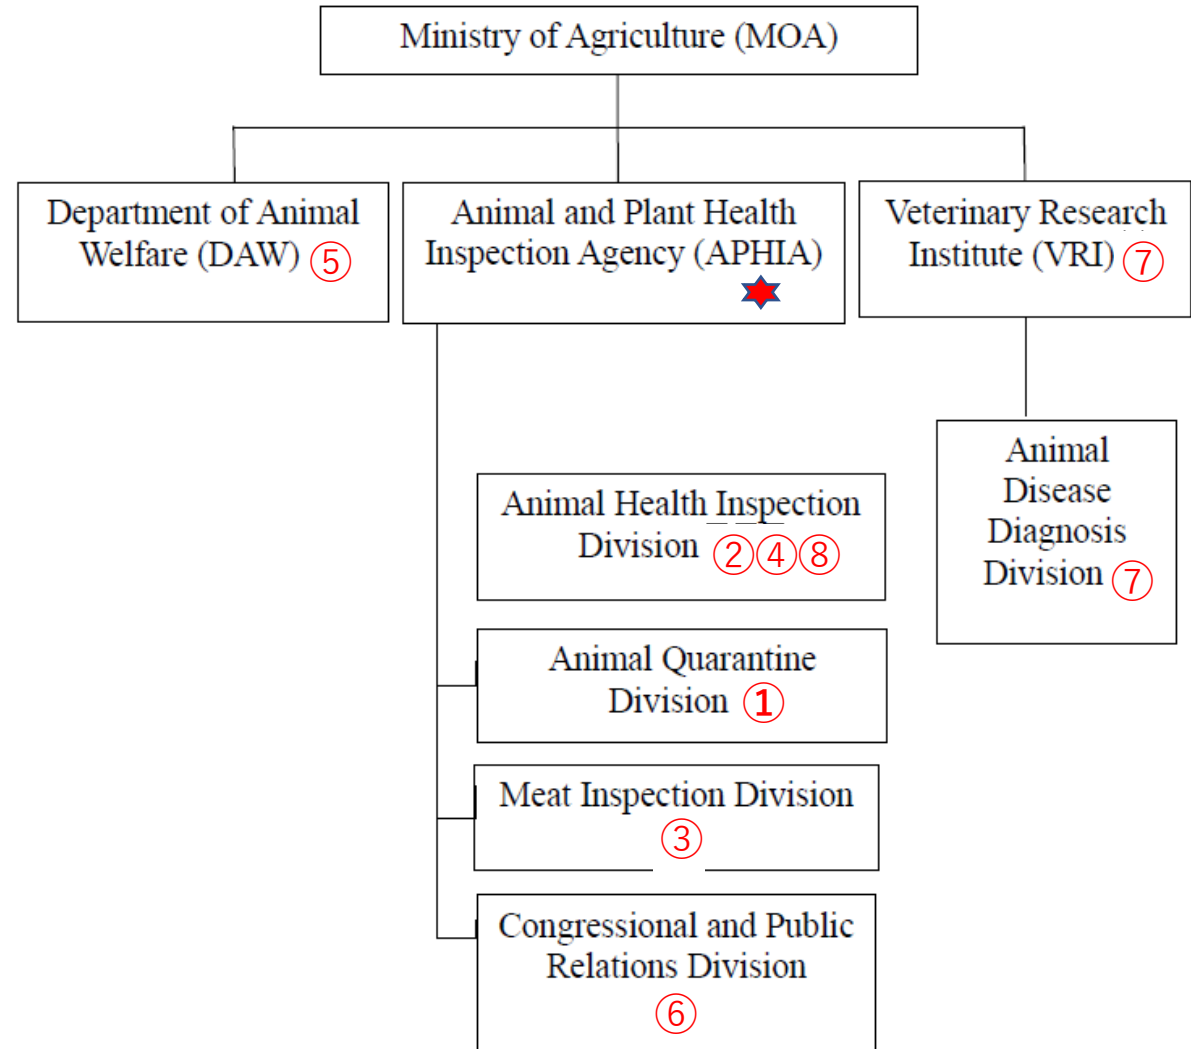 Ministry of Agriculture (MOA)
Department of Animal
Welfare (DAW) ⑤
Animal and Plant Health
Inspection Agency (APHIA)
Veterinary Research
Institute (VRI) ⑦
Animal
Disease
Diagnosis
Division ⑦
Animal Health Inspection
Division ②④⑧
Animal Quarantine
Division ①
Meat Inspection Division
③
Congressional and Public
Relations Division
⑥